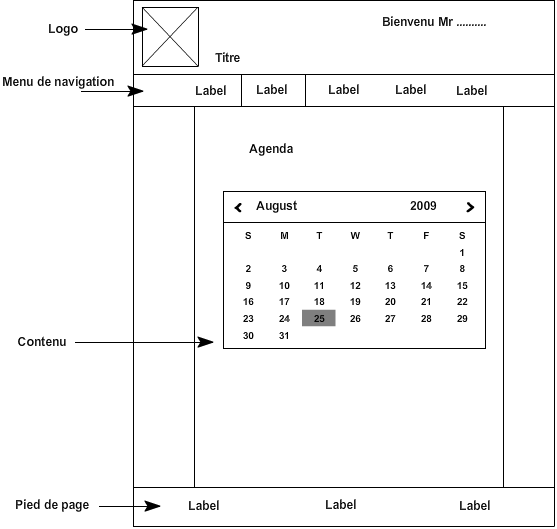 Bienvenu Mr ..........
Logo
Titre
Menu de navigation
Label Label Label Label Label
Agenda
August 2009
S M T W T F S
1
2 3 4 5 6 7 8
9 10 11 12 13 14 15
16 17 18 19 20 21 22
23 24 25 26 27 28 29
30 31
Contenu
Pied de page
Label Label Label